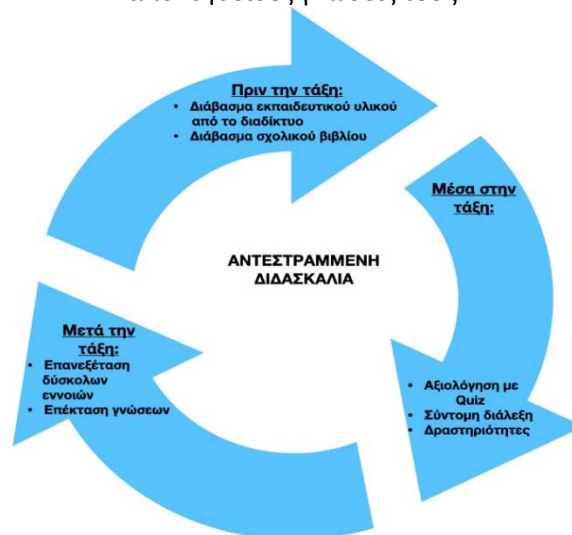 Πριν την τάξη:
• Διάβασμα εκπαιδευτικού υλικού
από το διαδίκτυο
• Διάβασμα σχολικού βιβλίου
Μέσα στην
τάξη:
• Αξιολόγηση με
Quiz
• Σύντομη διάλεξη
• Δραστηριότητες
ΑΝΤΕΣΤΡΑΜΜΕΝΗ
ΔΙΔΑΣΚΑΛΙΑ
Μετά την
τάξη:
• Επανεξέταση
δύσκολων
εννοιών
• Επέκταση γνώσεων